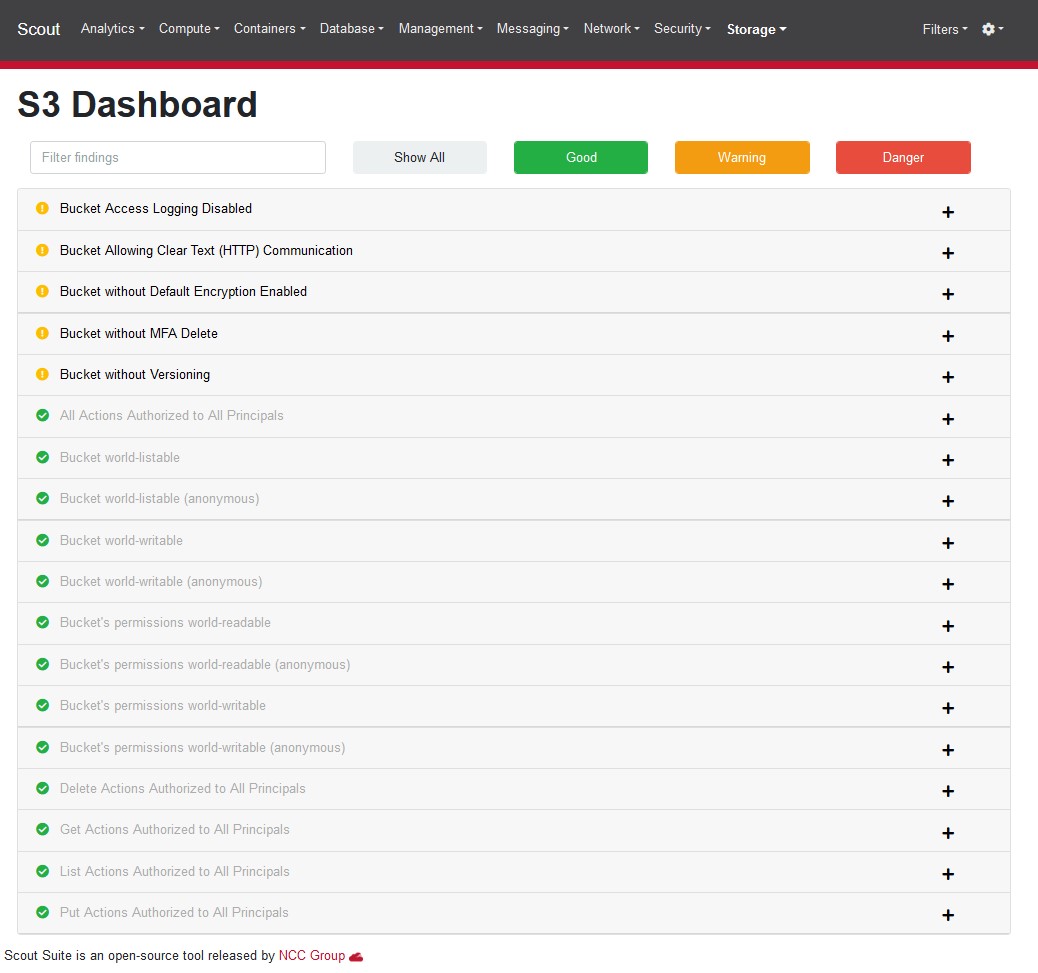 Scout Analytics Compute Containers Database Management Messaging Network Security Storage Filters
S3 Dashboard
Filter findings Show All Good Warning Danger
Bucket Access Logging Disabled
Bucket Allowing Clear Text (HTTP) Communication
Bucket without Default Encryption Enabled
Bucket without MFA Delete
Bucket without Versioning
All Actions Authorized to All Principals
Bucket world-listable
Bucket world-listable (anonymous)
Bucket world-writable
Bucket world-writable (anonymous)
Bucket's permissions world-readable
Bucket's permissions world-readable (anonymous)
Bucket's permissions world-writable
Bucket's permissions world-writable (anonymous)
Delete Actions Authorized to All Principals
Get Actions Authorized to All Principals
List Actions Authorized to All Principals
Put Actions Authorized to All Principals
Scout Suite is an open-source tool released by NCC Group